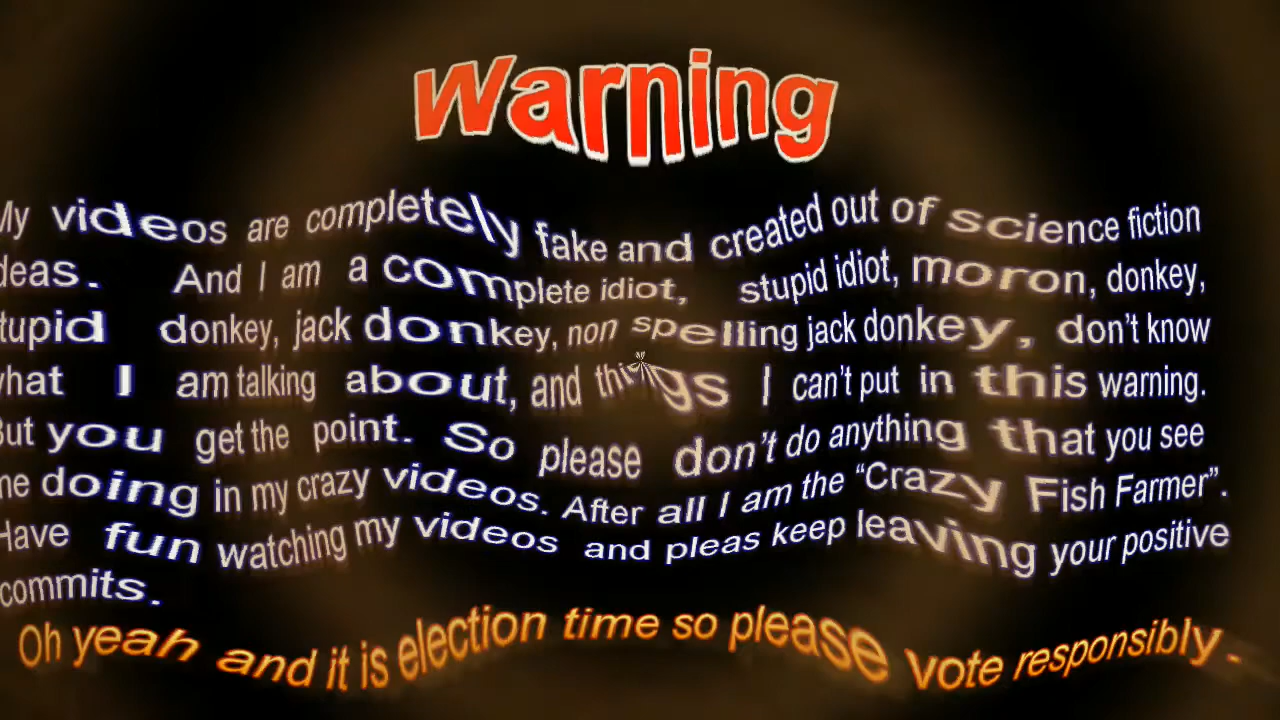 Warning
My videos are completely fake and created out of science fiction
deas. And I am a complete idiot, stupid idiot, moron, donkey,
tupid donkey, jack donkey, non spelling jack donkey, don't know
what I am talking about, and things I can't put in this warning.
But you get the point. So please don't do anything that you see
me doing in my crazy videos. After all I am the “Crazy Fish Farmer”.
Have fun watching my videos and pleas keep leaving your positive
commits.
Oh yeah and it is election time so please vote responsibly.